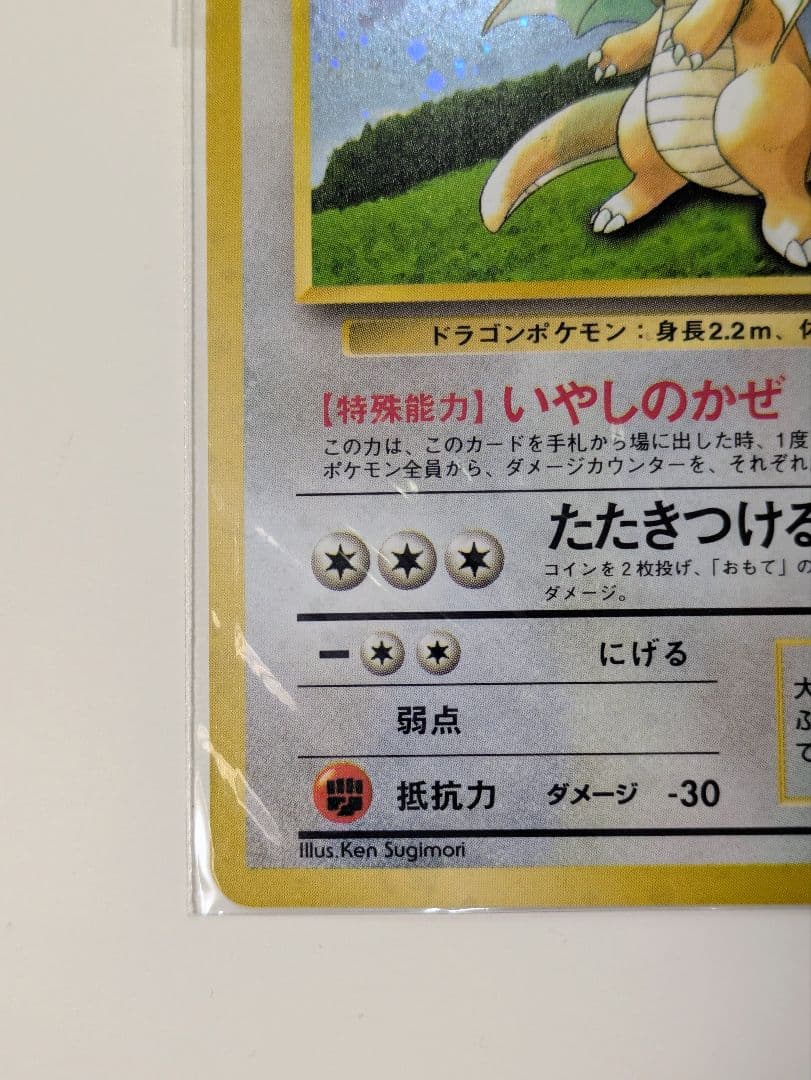 ドラゴンポケモン：身長2.2m、体
【特殊能力】いやしのかぜ
この力は、このカードを手札から場に出した時、1度
ポケモン全員から、ダメージカウンターを、それぞれ
たたきつける
コインを2枚投げ、「おもて」の
ダメージ。
ー にげる
弱点
抵抗力 ダメージ -30
大
ぶ
て
Illus.Ken Sugimori